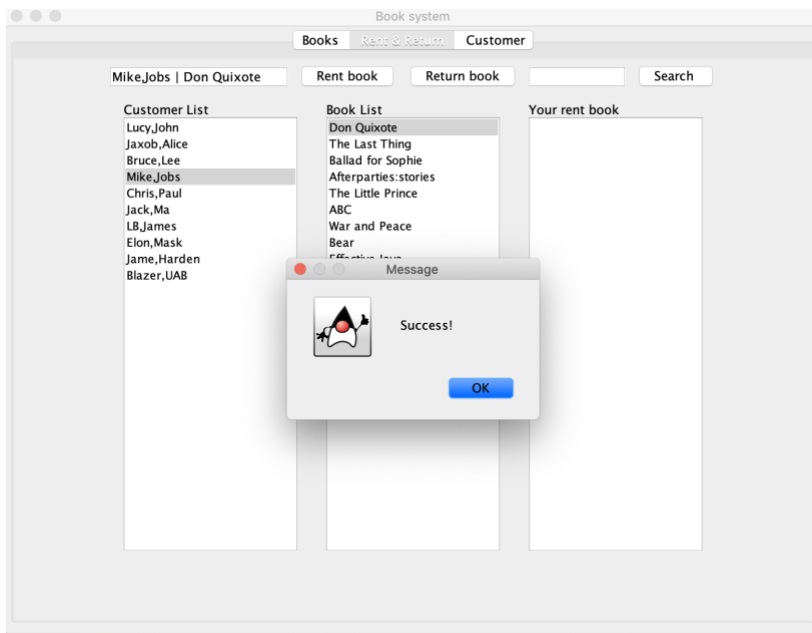 Book system
Books Rent & Return Customer
Mike,Jobs | Don Quixote Rent book Return book Search
Customer List Book List Your rent book
Lucy,John Don Quixote
Jaxob,Alice The Last Thing
Bruce,Lee Ballad for Sophie
Mike,Jobs Afterparties:stories
Chris,Paul The Little Prince
Jack,Ma ABC
LB,James War and Peace
Elon,Mask Bear
Jame,Harden
Blazer,UAB
Message
Success!
OK